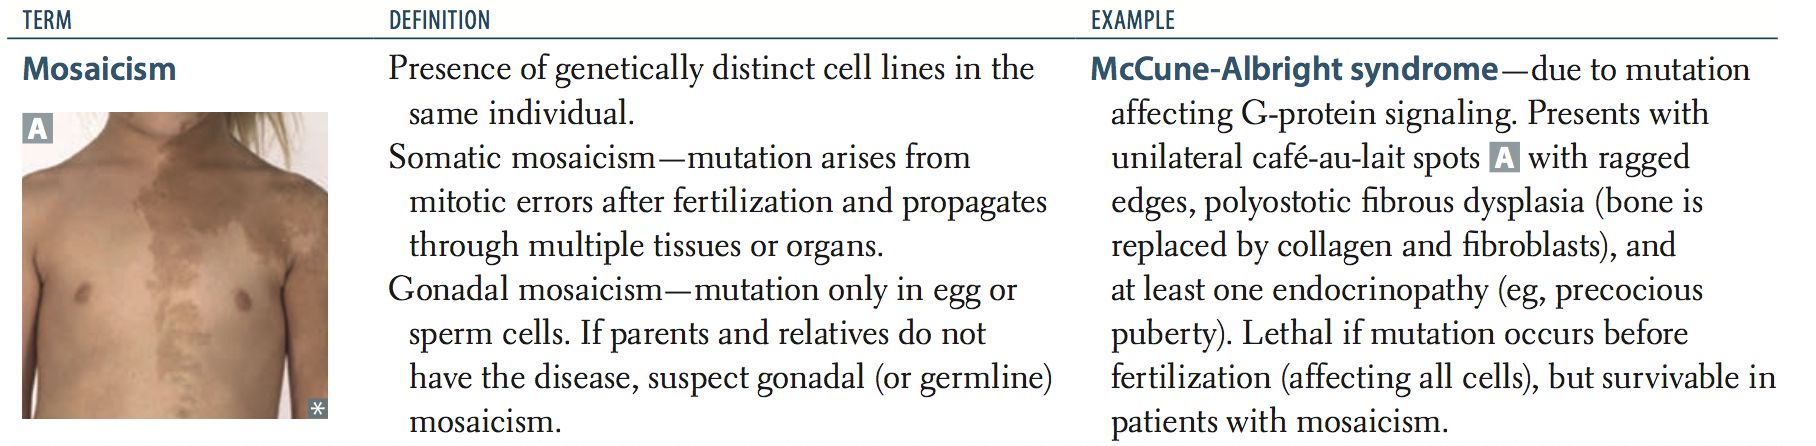 TERM
DEFINITION
EXAMPLE
Mosaicism
A
*
Presence of genetically distinct cell lines in the
same individual.
Somatic mosaicism—mutation arises from
mitotic errors after fertilization and propagates
through multiple tissues or organs.
Gonadal mosaicism—mutation only in egg or
sperm cells. If parents and relatives do not
have the disease, suspect gonadal (or germline)
mosaicism.
McCune-Albright syndrome—due to mutation
affecting G-protein signaling. Presents with
unilateral café-au-lait spots A with ragged
edges, polyostotic fibrous dysplasia (bone is
replaced by collagen and fibroblasts), and
at least one endocrinopathy (eg, precocious
puberty). Lethal if mutation occurs before
fertilization (affecting all cells), but survivable in
patients with mosaicism.